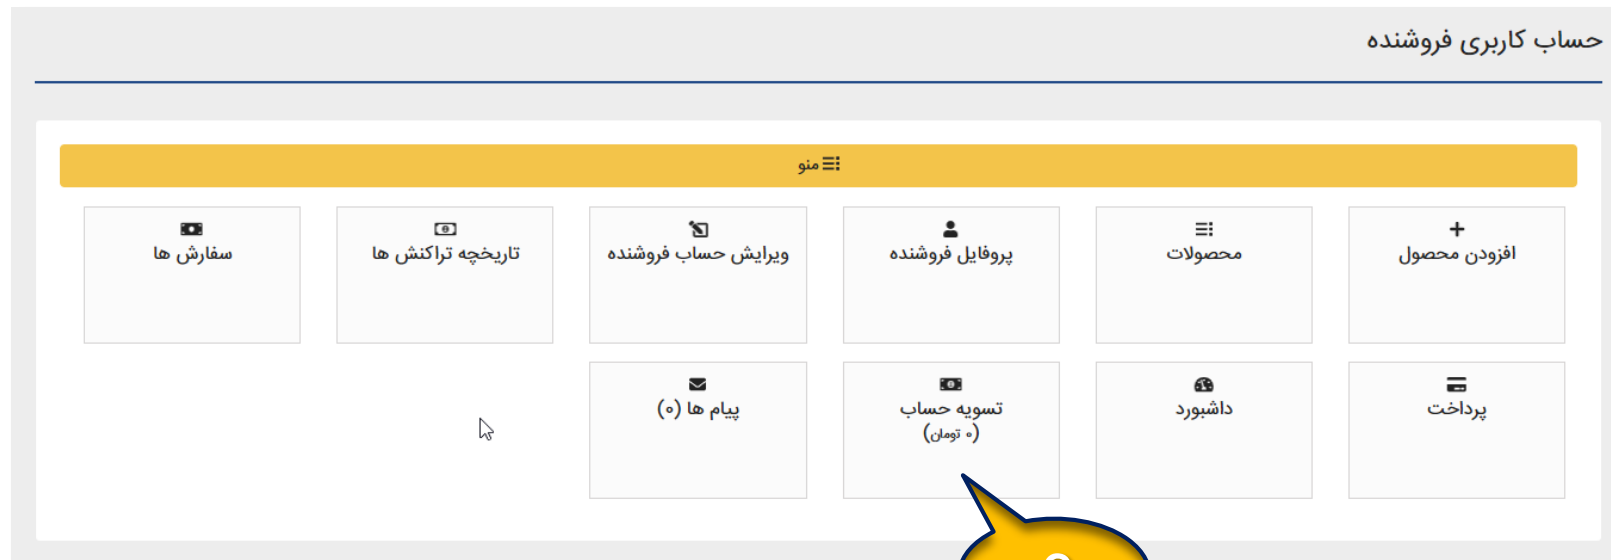 حساب کاربری فروشنده
منو
افزودن محصول
محصولات
پروفایل فروشنده
ویرایش حساب فروشنده
تاریخچه تراکنش ها
سفارش ها
پرداخت
داشبورد
تسویه حساب
(۰ تومان)
پیام ها (۰)